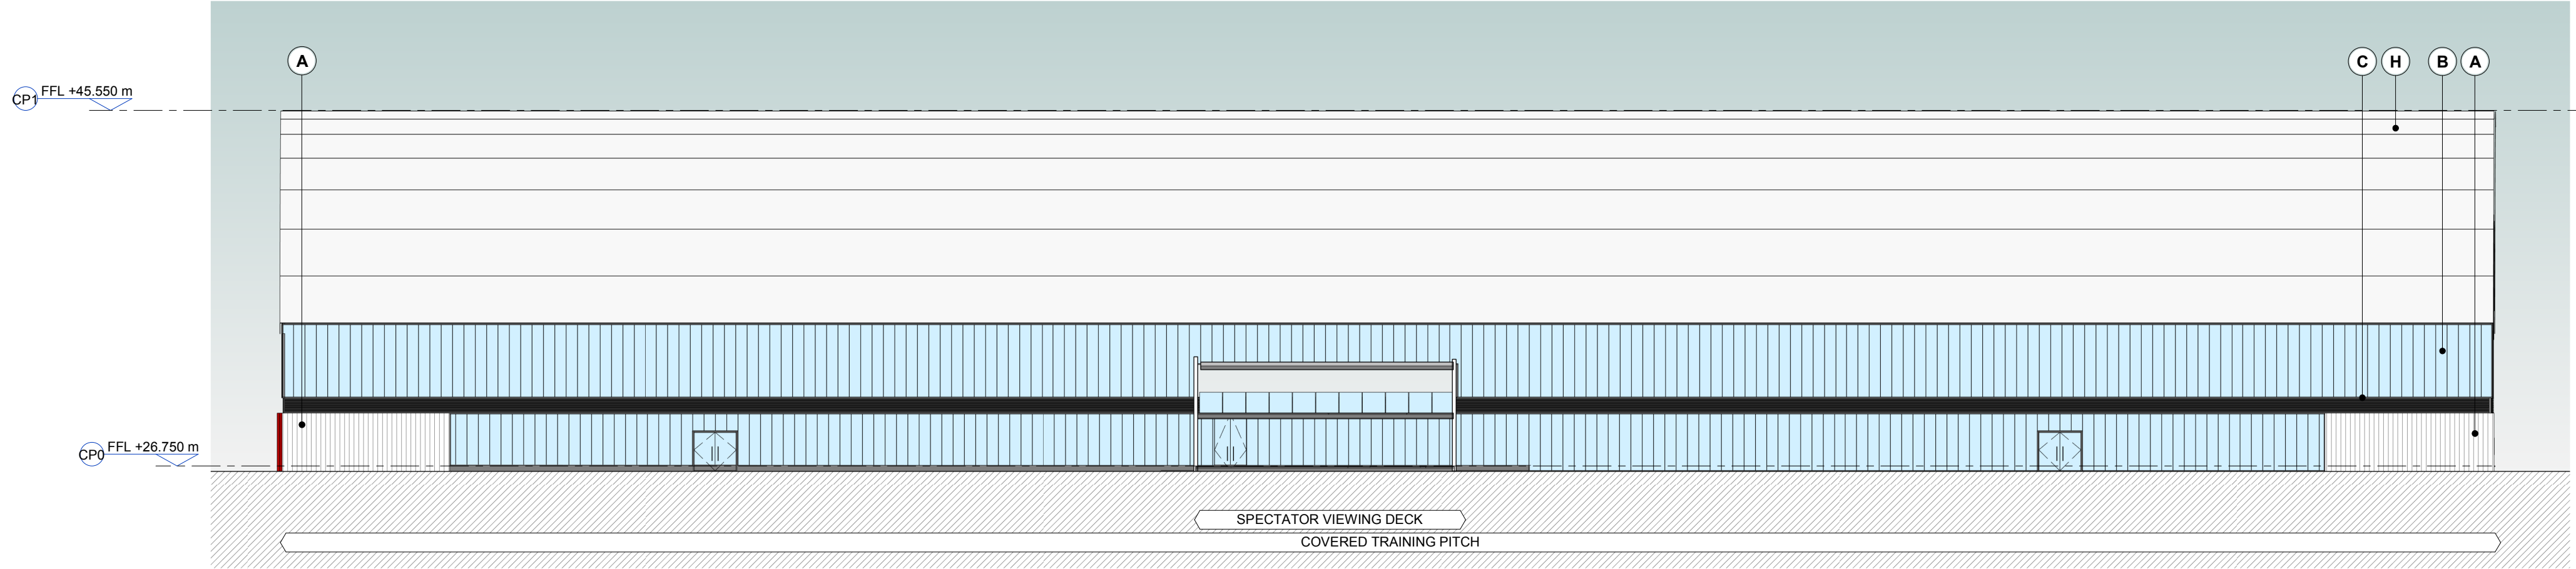 A
C H B A
CP1 FFL +45.550 m
CP0 FFL +26.750 m
SPECTATOR VIEWING DECK
COVERED TRAINING PITCH